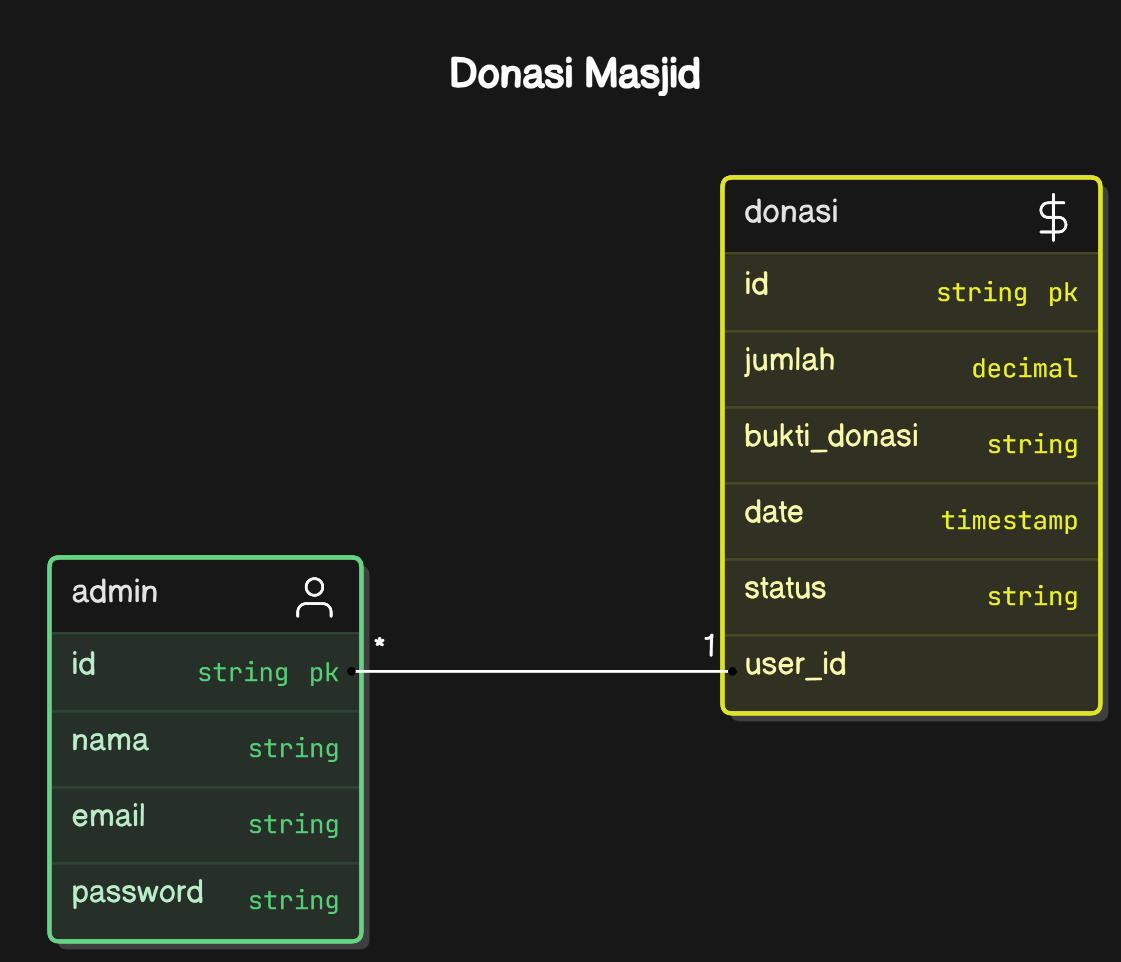 Donasi Masjid
donasi
id string pk
jumlah decimal
bukti_donasi string
date timestamp
status string
user_id
admin
id string pk
nama string
email string
password string
* 1